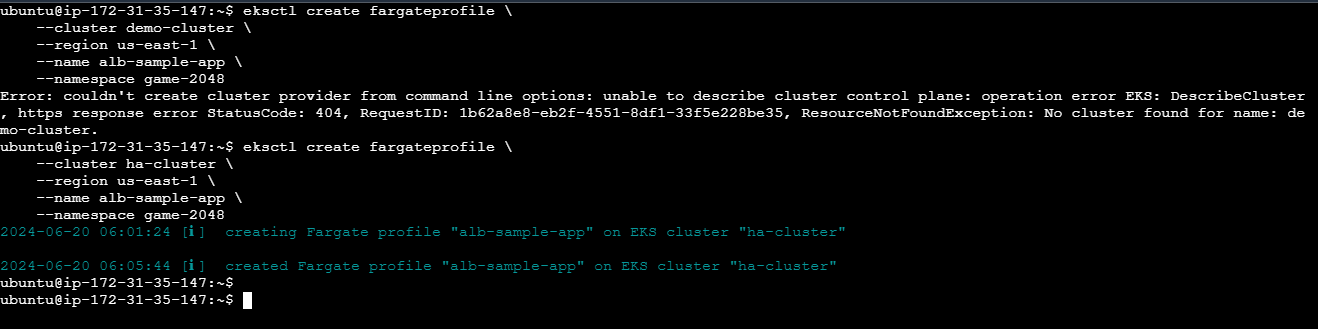 ubuntu@ip-172-31-35-147:~$ eksctl create fargateprofile \
    --cluster demo-cluster \
    --region us-east-1 \
    --name alb-sample-app \
    --namespace game-2048
Error: couldn't create cluster provider from command line options: unable to describe cluster control plane: operation error EKS: DescribeCluster
, https response error StatusCode: 404, RequestID: 1b62a8e8-eb2f-4551-8df1-33f5e228be35, ResourceNotFoundException: No cluster found for name: de
mo-cluster.
ubuntu@ip-172-31-35-147:~$ eksctl create fargateprofile \
    --cluster ha-cluster \
    --region us-east-1 \
    --name alb-sample-app \
    --namespace game-2048
2024-06-20 06:01:24 [ℹ]  creating Fargate profile "alb-sample-app" on EKS cluster "ha-cluster"
2024-06-20 06:05:44 [ℹ]  created Fargate profile "alb-sample-app" on EKS cluster "ha-cluster"
ubuntu@ip-172-31-35-147:~$
ubuntu@ip-172-31-35-147:~$